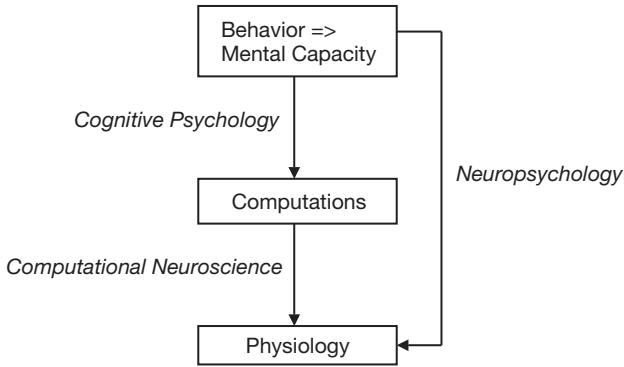 Behavior =>
Mental Capacity
Cognitive Psychology
Neuropsychology
Computations
Computational Neuroscience
Physiology